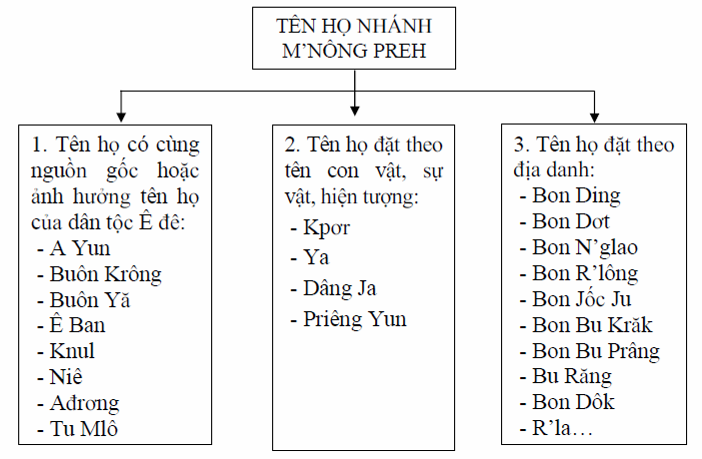 TÊN HỌ NHÁNH
M’NÔNG PREH
1. Tên họ có cùng
nguồn gốc hoặc
ảnh hưởng tên họ
của dân tộc Ê đê:
- A Yun
- Buôn Krông
- Buôn Yă
- Ê Ban
- Knul
- Niê
- Ađrơng
- Tu Mlô
2. Tên họ đặt theo
tên con vật, sự
vật, hiện tượng:
- Kpơr
- Ya
- Dâng Ja
- Priêng Yun
3. Tên họ đặt theo
địa danh:
- Bon Ding
- Bon Dơt
- Bon N’glao
- Bon R’lông
- Bon Jốc Ju
- Bon Bu Krăk
- Bon Bu Prâng
- Bu Răng
- Bon Dôk
- R’la…